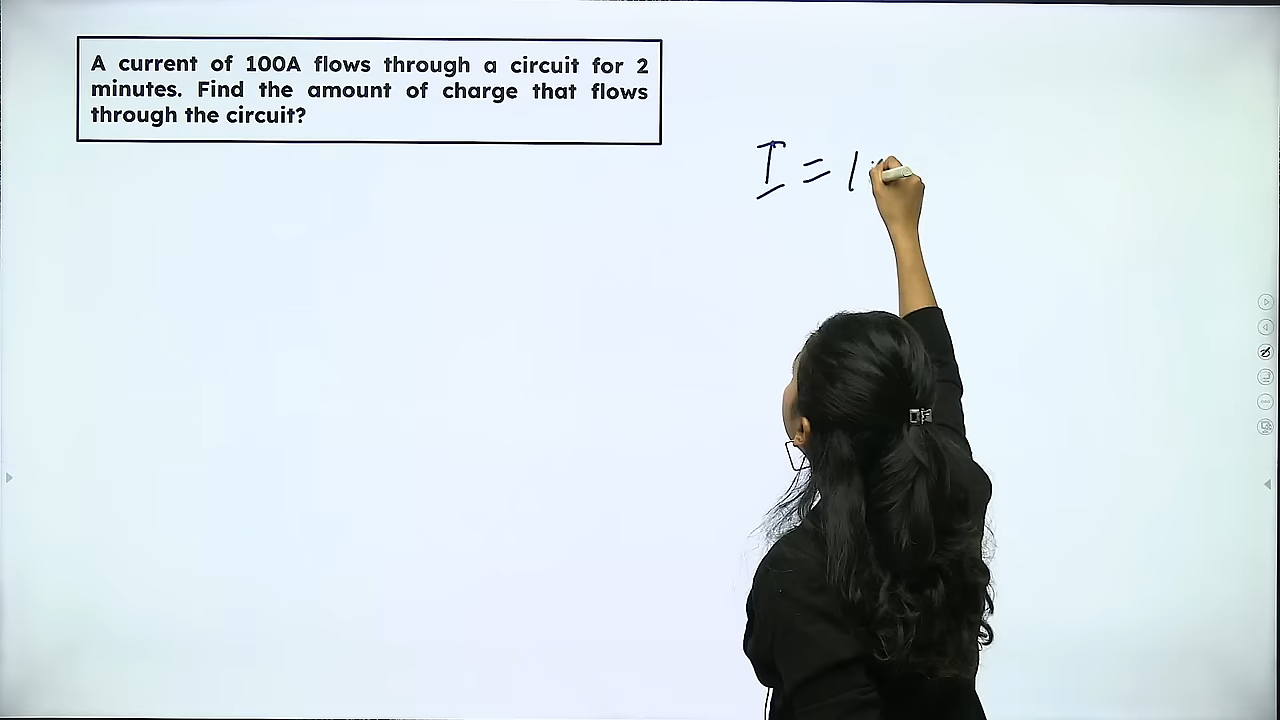 A current of 100A flows through a circuit for 2
minutes. Find the amount of charge that flows
through the circuit?
I = 1